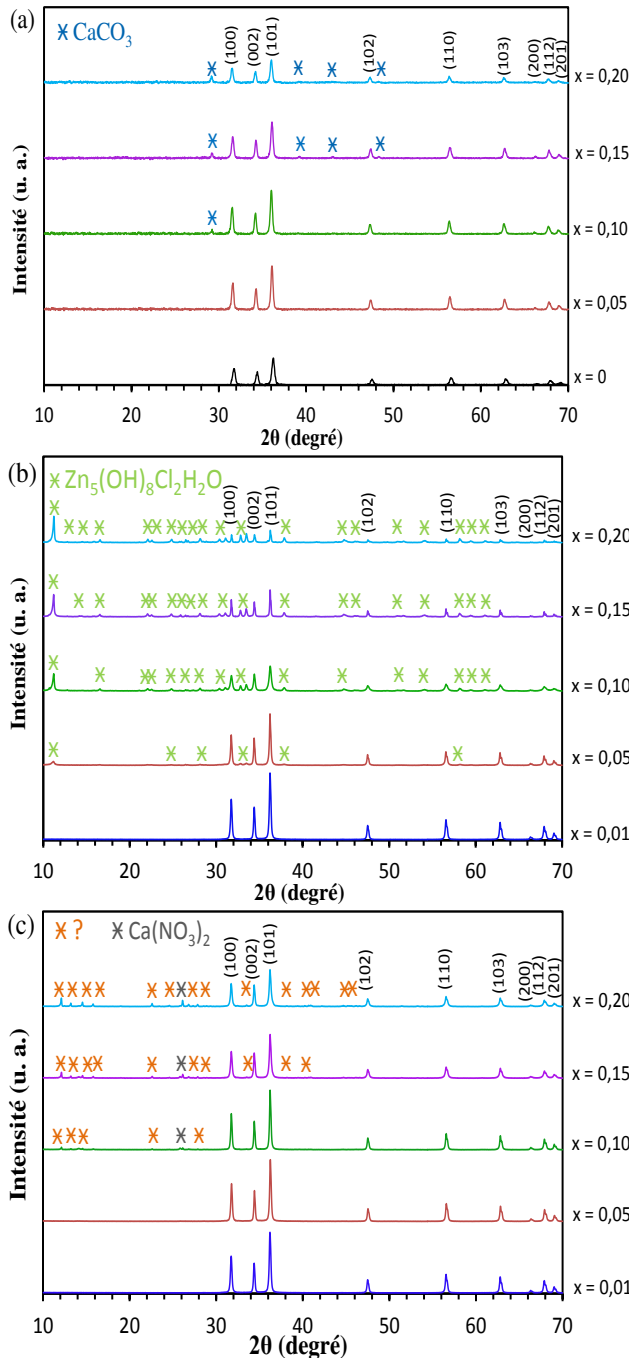 (a)
CaCO3
(100)
(002)
(101)
(102)
(110)
(103)
(200)
(112)
(201)
x = 0,20
x = 0,15
x = 0,10
x = 0,05
x = 0
Intensité (u. a.)
10 20 30 40 50 60 70
2θ (degré)
(b)
Zn5(OH)8Cl2H2O
(100)
(002)
(101)
(102)
(110)
(103)
(200)
(112)
(201)
x = 0,20
x = 0,15
x = 0,10
x = 0,05
x = 0,01
Intensité (u. a.)
10 20 30 40 50 60 70
2θ (degré)
(c)
? Ca(NO3)2
(100)
(002)
(101)
(102)
(110)
(103)
(200)
(112)
(201)
x = 0,20
x = 0,15
x = 0,10
x = 0,05
x = 0,01
Intensité (u. a.)
10 20 30 40 50 60 70
2θ (degré)